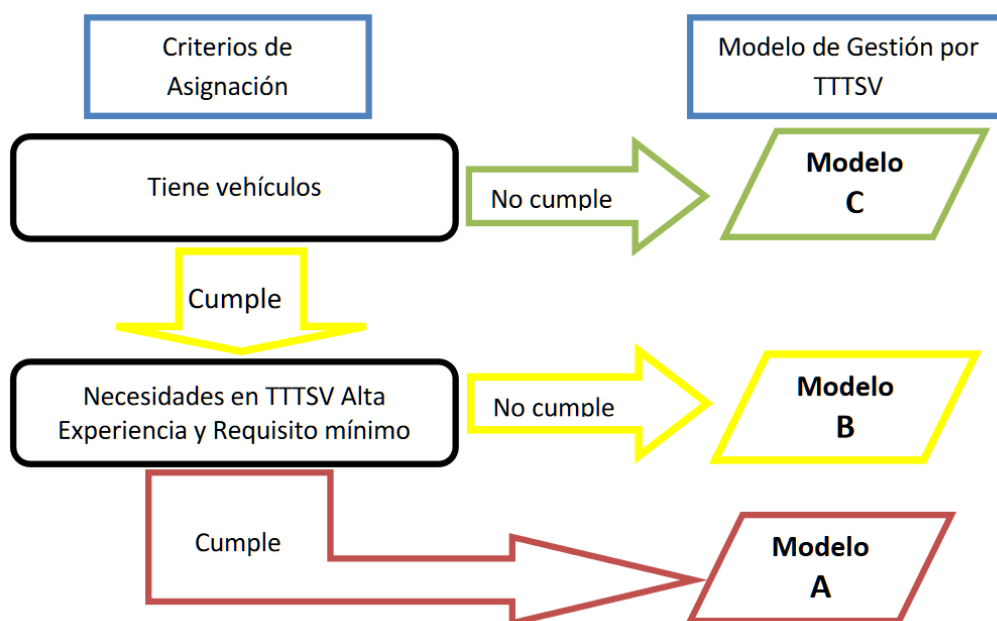 Criterios de
Asignación
Modelo de Gestión por
TTTSV
Tiene vehículos
No cumple
Modelo
C
Cumple
Necesidades en TTTSV Alta
Experiencia y Requisito mínimo
No cumple
Modelo
B
Cumple
Modelo
A